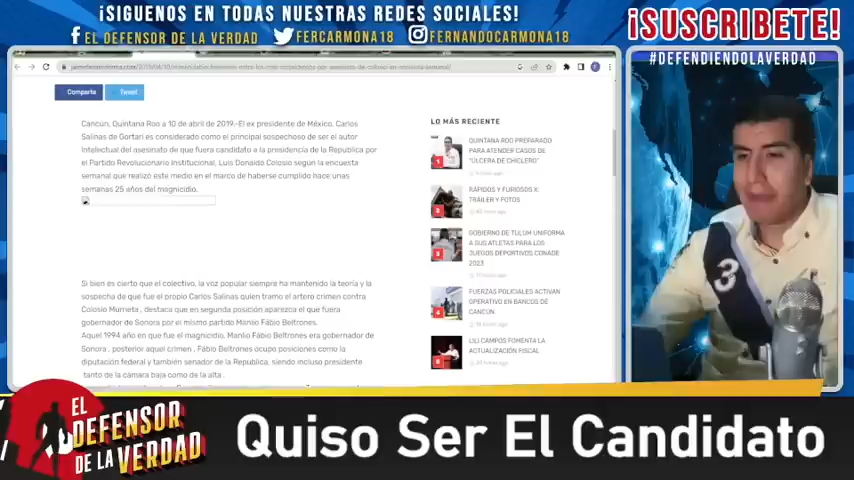 ¡SIGUENOS EN TODAS NUESTRAS REDES SOCIALES!
EL DEFENSOR DE LA VERDAD
FERCARMONA18
FERNANDOCARMONA18
¡SUSCRIBETE!
#DEFENDIENDOLAVERDAD
Comparte
Tweet
Cancún, Quintana Roo a 10 de abril de 2019.-El ex presidente de México. Carlos
Salinas de Gortari es considerado como el principal sospechoso de ser el autor
intelectual del asesinato de que fuera candidato a la presidencia de la Republica por
el Partido Revolucionario Institucional, Luis Donaldo Colosio según la encuesta
semanal que realizó este medio en el marco de haberse cumplido hace unas
semanas 25 años del magnicidio.
Si bien es cierto que el colectivo, la voz popular siempre ha mantenido la teoría y la
sospecha de que fue el propio Carlos Salinas quien tramo el artero crimen contra
Colosio Murrieta , destaca que en segunda posición aparezca el que fuera
gobernador de Sonora por el mismo partido Manlio Fabio Beltrones.
Aquel 1994 año en que fue el magnicidio, Manlio Fabio Beltrones era gobernador de
Sonora , posterior aquel crimen , Fabio Beltrones ocupo posiciones como la
diputación federal y también senador de la Republica, siendo incluso presidente
tanto de la cámara baja como de la alta .
LO MÁS RECIENTE
1
QUINTANA ROO PREPARADO
PARA ATENDER CASOS DE
"ÚLCERA DE CHICLERO"
2
RÁPIDOS Y FURIOSOS X:
TRÁILER Y FOTOS
3
GOBIERNO DE TULUM UNIFORMA
A SUS ATLETAS PARA LOS
JUEGOS DEPORTIVOS CONADE
2023
4
FUERZAS POLICIALES ACTIVAN
OPERATIVO EN BANCOS DE
CANCÚN
5
LILI CAMPOS FOMENTA LA
ACTUALIZACIÓN FISCAL
3
EL
DEFENSOR
DE LA VERDAD
Quiso Ser El Candidato